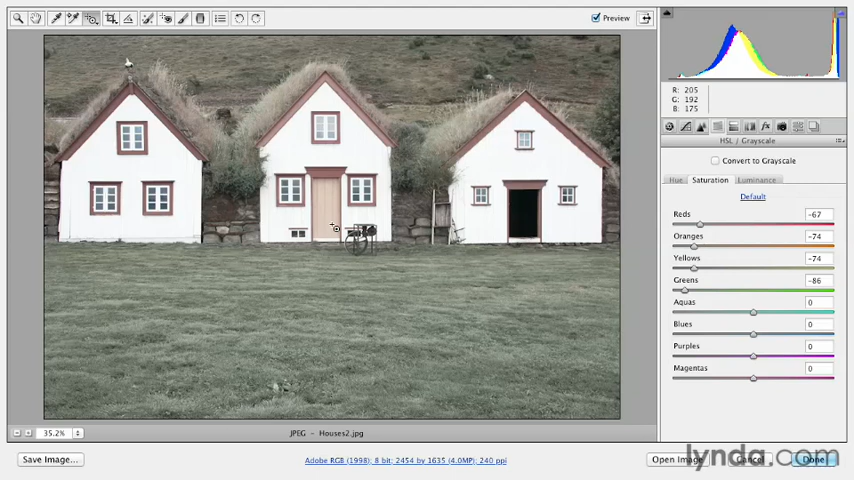 Preview
R: 205
G: 192
B: 175
HSL / Grayscale
Convert to Grayscale
Hue Saturation Luminance
Default
Reds -67
Oranges -74
Yellows -74
Greens -86
Aquas 0
Blues 0
Purples 0
Magentas 0
35.2% JPEG – Houses2.jpg
Save Image... Adobe RGB (1998); 8 bit; 2454 by 1635 (4.0MP); 240 ppi Open Image Cancel Done
lynda.com